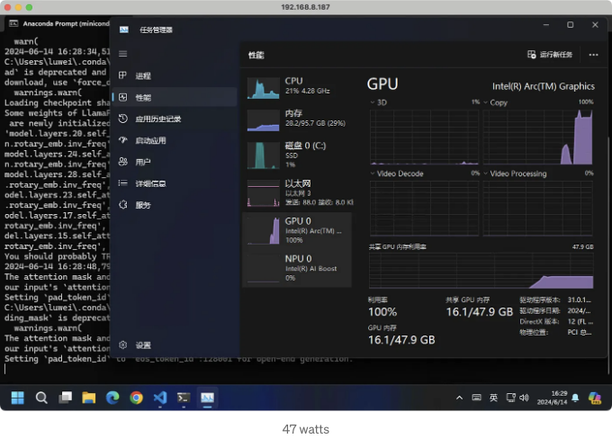 192.168.8.187
Anaconda Prompt (minicond
warn(
2024-06-14 16:28:34,51
C:\Users\luwei\.conda\
ad` is deprecated and
download, use `force_d
warnings.warn(
Loading checkpoint sha
Some weights of LlamaF
are newly initialized
'model.layers.20.self_
n.rotary_emb.inv_freq'
model.layers.24.self_a
n.rotary_emb.inv_freq'
model.layers.28.self_a
.rotary_emb.inv_freq',
odel.layers.23.self_at
.rotary_emb.inv_freq',
odel.layers.17.self_at
rotary_emb.inv_freq',
del.layers.15.self_att
rotary_emb.inv_freq',
You should probably TR
2024-06-14 16:28:48,79
The attention mask and
our input's `attention
Setting `pad_token_id`
C:\Users\luwei\.conda\
ding_mask` is deprecat
warnings.warn(
The attention mask and
our input's `attention
Setting `pad_token_id` to `eos_token_id`:128001 for open-end generation.
任务管理器
进程
性能
应用历史记录
启动应用
用户
详细信息
服务
设置
性能
运行新任务
CPU
21% 4.28 GHz
内存
28.2/95.7 GB (29%)
磁盘 0 (C:)
SSD
1%
以太网
以太网 3
发送: 88.0 接收: 8.0 K
GPU 0
Intel(R) Arc(TM) ...
100%
NPU 0
Intel(R) AI Boost
0%
GPU
Intel(R) Arc(TM) Graphics
3D 1%
Copy 100%
Video Decode 0%
Video Processing 0%
共享 GPU 内存利用率 47.9 GB
利用率
100%
GPU 内存
16.1/47.9 GB
共享 GPU 内存
16.1/47.9 GB
驱动程序版本: 31.0.1...
驱动程序日期: 2024/...
DirectX 版本: 12 (FL ...
物理位置: PCI 总...
英
16:29
2024/6/14
47 watts